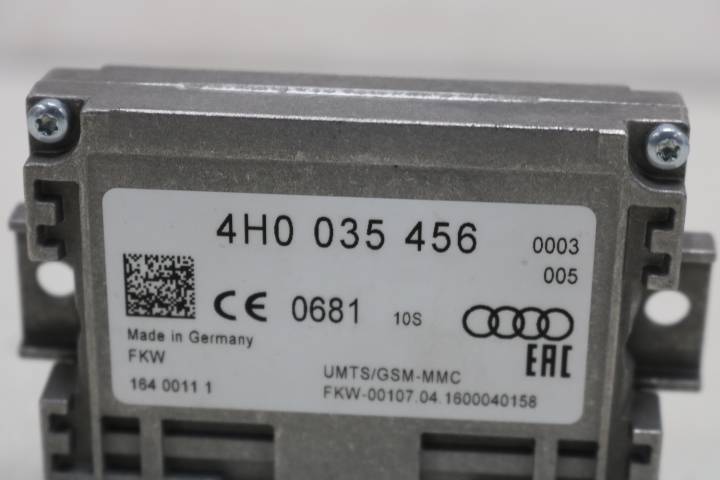 4H0 035 456 0003
005
CE 0681 10S
Made in Germany
FKW
EAC
164 0011 1
UMTS/GSM-MMC
FKW-00107.04.1600040158